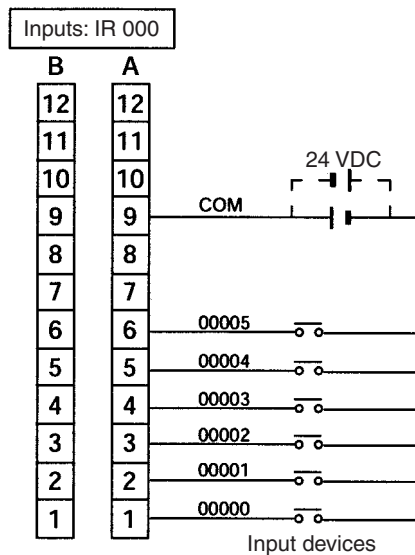 Inputs: IR 000
B A
12 12
11 11
10 10
24 VDC
9 9 COM
8 8
7 7
6 6 00005
5 5 00004
4 4 00003
3 3 00002
2 2 00001
1 1 00000
Input devices